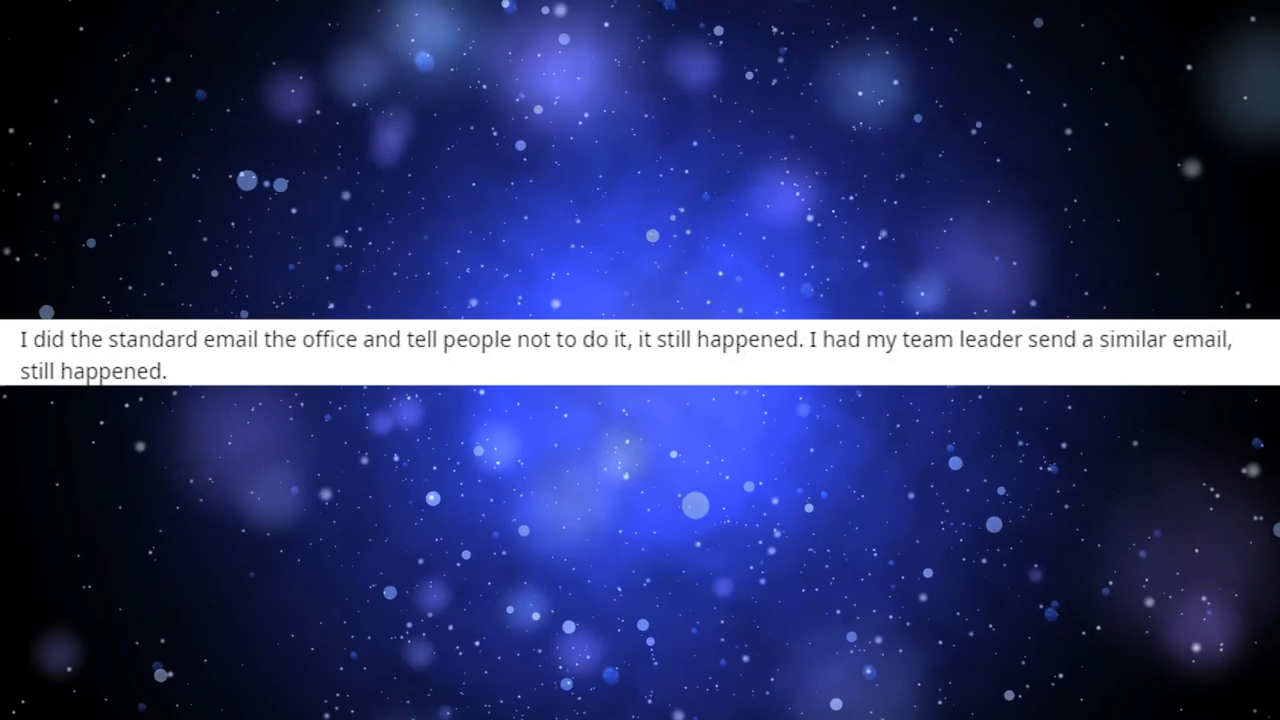 I did the standard email the office and tell people not to do it, it still happened. I had my team leader send a similar email,
still happened.